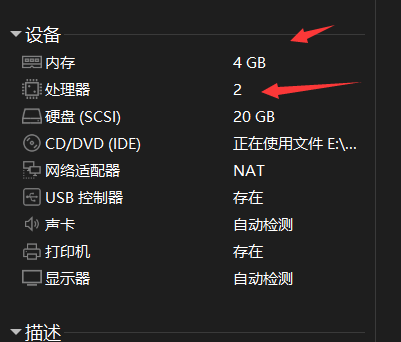 设备
内存 4 GB
处理器 2
硬盘 (SCSI) 20 GB
CD/DVD (IDE) 正在使用文件 E:\...
网络适配器 NAT
USB 控制器 存在
声卡 自动检测
打印机 存在
显示器 自动检测
描述